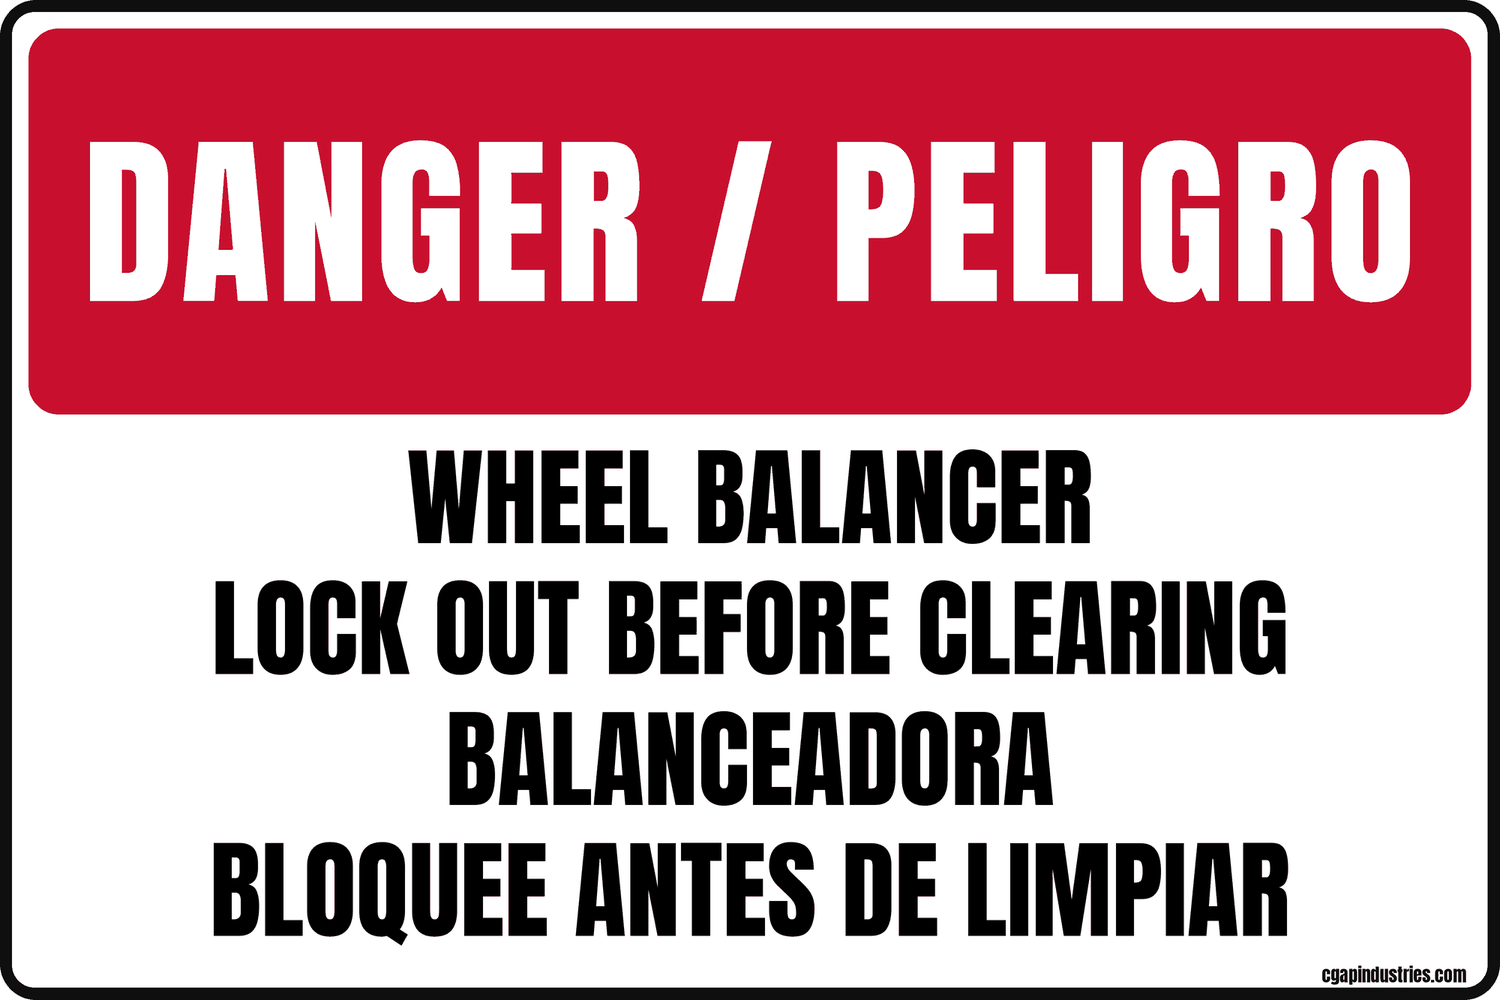 DANGER / PELIGRO
WHEEL BALANCER
LOCK OUT BEFORE CLEARING
BALANCEADORA
BLOQUEE ANTES DE LIMPIAR
cgapindustries.com